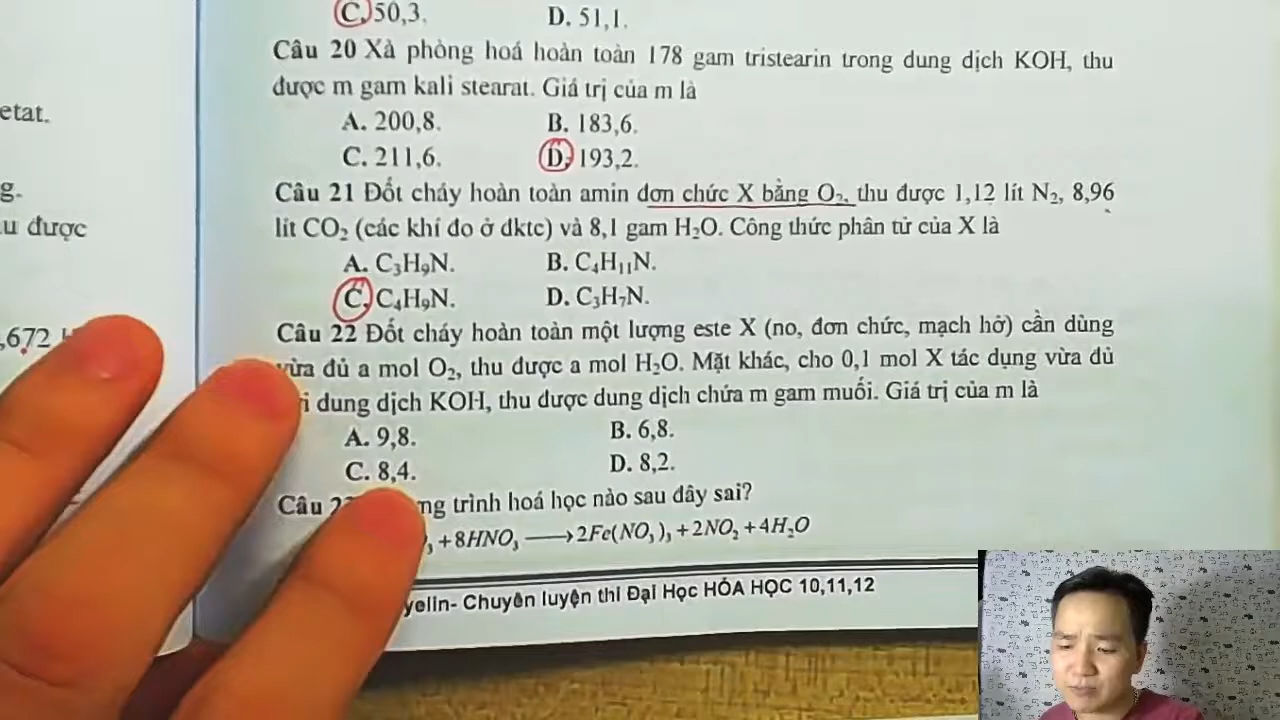 C. 50,3. D. 51,1.
Câu 20 Xà phòng hoá hoàn toàn 178 gam tristearin trong dung dịch KOH, thu
được m gam kali stearat. Giá trị của m là
A. 200,8. B. 183,6.
C. 211,6. D. 193,2.
Câu 21 Đốt cháy hoàn toàn amin đơn chức X bằng O₂, thu được 1,12 lít N₂, 8,96
lít CO₂ (các khí đo ở đktc) và 8,1 gam H₂O. Công thức phân tử của X là
A. C₃H₉N. B. C₄H₁₁N.
C. C₄H₉N. D. C₃H₇N.
Câu 22 Đốt cháy hoàn toàn một lượng este X (no, đơn chức, mạch hở) cần dùng
vừa đủ a mol O₂, thu được a mol H₂O. Mặt khác, cho 0,1 mol X tác dụng vừa đủ
dung dịch KOH, thu được dung dịch chứa m gam muối. Giá trị của m là
A. 9,8. B. 6,8.
C. 8,4. D. 8,2.
Câu trình hoá học nào sau đây sai?
+ 8HNO₃ ⟶ 2Fe(NO₃)₃ + 2NO₂ + 4H₂O
yelin- Chuyên luyện thi Đại Học HÓA HỌC 10,11,12
etat.
g.
u được
,672